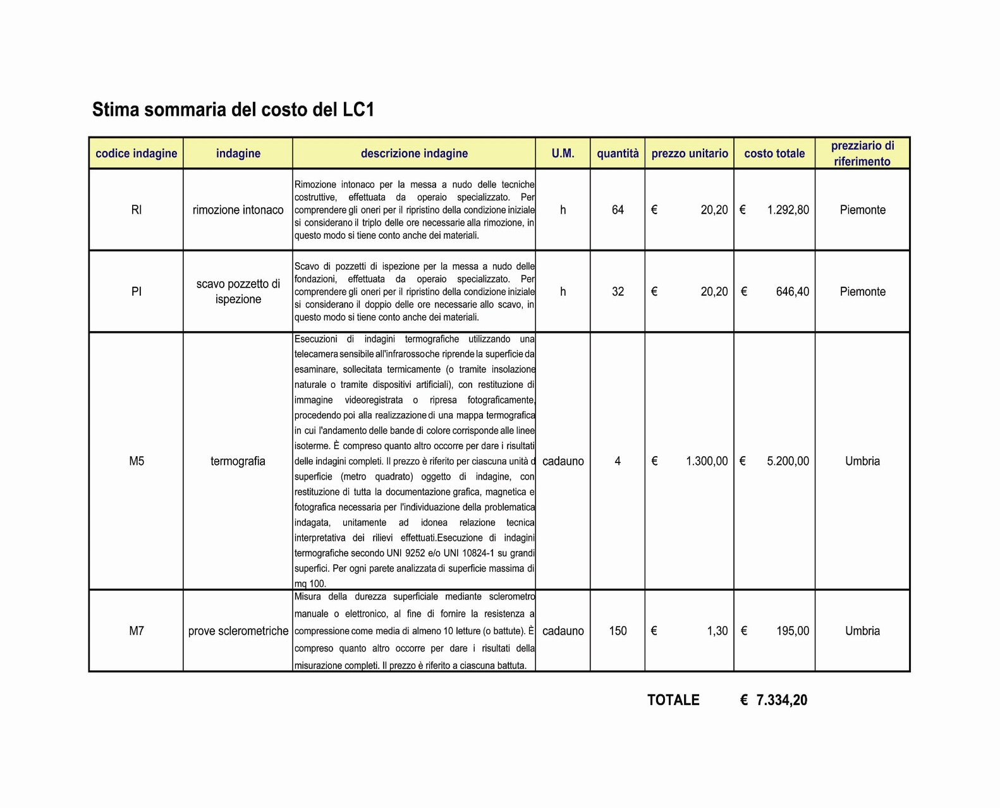 Stima sommaria del costo del LC1
codice indagine indagine descrizione indagine U.M. quantità prezzo unitario costo totale prezziario di riferimento
RI rimozione intonaco
Rimozione intonaco per la messa a nudo delle tecniche
costruttive, effettuata da operaio specializzato. Per
comprendere gli oneri per il ripristino della condizione iniziale
si considerano il triplo delle ore necessarie alla rimozione, in
questo modo si tiene conto anche dei materiali.
h 64 € 20,20 € 1.292,80 Piemonte
PI scavo pozzetto di ispezione
Scavo di pozzetti di ispezione per la messa a nudo delle
fondazioni, effettuata da operaio specializzato. Per
comprendere gli oneri per il ripristino della condizione iniziale
si considerano il doppio delle ore necessarie allo scavo, in
questo modo si tiene conto anche dei materiali.
h 32 € 20,20 € 646,40 Piemonte
M5 termografia
Esecuzioni di indagini termografiche utilizzando una
telecamera sensibile all'infrarosso che riprende la superficie da
esaminare, sollecitata termicamente (o tramite insolazione
naturale o tramite dispositivi artificiali), con restituzione di
immagine videoregistrata o ripresa fotograficamente,
procedendo poi alla realizzazione di una mappa termografica
in cui l'andamento delle bande di colore corrisponde alle linee
isoterme. È compreso quanto altro occorre per dare i risultati
delle indagini completi. Il prezzo è riferito per ciascuna unità d
superficie (metro quadrato) oggetto di indagine, con
restituzione di tutta la documentazione grafica, magnetica e
fotografica necessaria per l'individuazione della problematica
indagata, unitamente ad idonea relazione tecnica
interpretativa dei rilievi effettuati.Esecuzione di indagini
termografiche secondo UNI 9252 e/o UNI 10824-1 su grandi
superfici. Per ogni parete analizzata di superficie massima di
mq 100.
cadauno 4 € 1.300,00 € 5.200,00 Umbria
M7 prove sclerometriche
Misura della durezza superficiale mediante sclerometro
manuale o elettronico, al fine di fornire la resistenza a
compressione come media di almeno 10 letture (o battute). È
compreso quanto altro occorre per dare i risultati della
misurazione completi. Il prezzo è riferito a ciascuna battuta.
cadauno 150 € 1,30 € 195,00 Umbria
TOTALE € 7.334,20